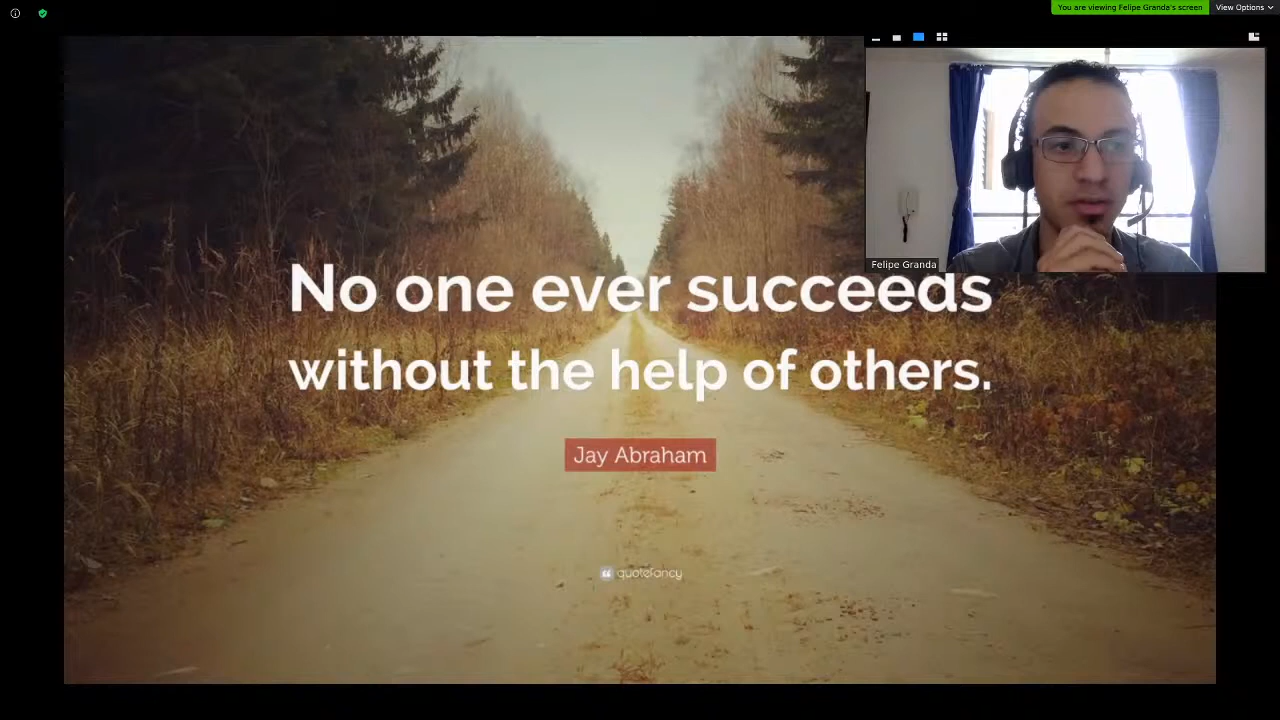 You are viewing Felipe Granda's screen
View Options
Felipe Granda
No one ever succeeds
without the help of others.
Jay Abraham
quotefancy